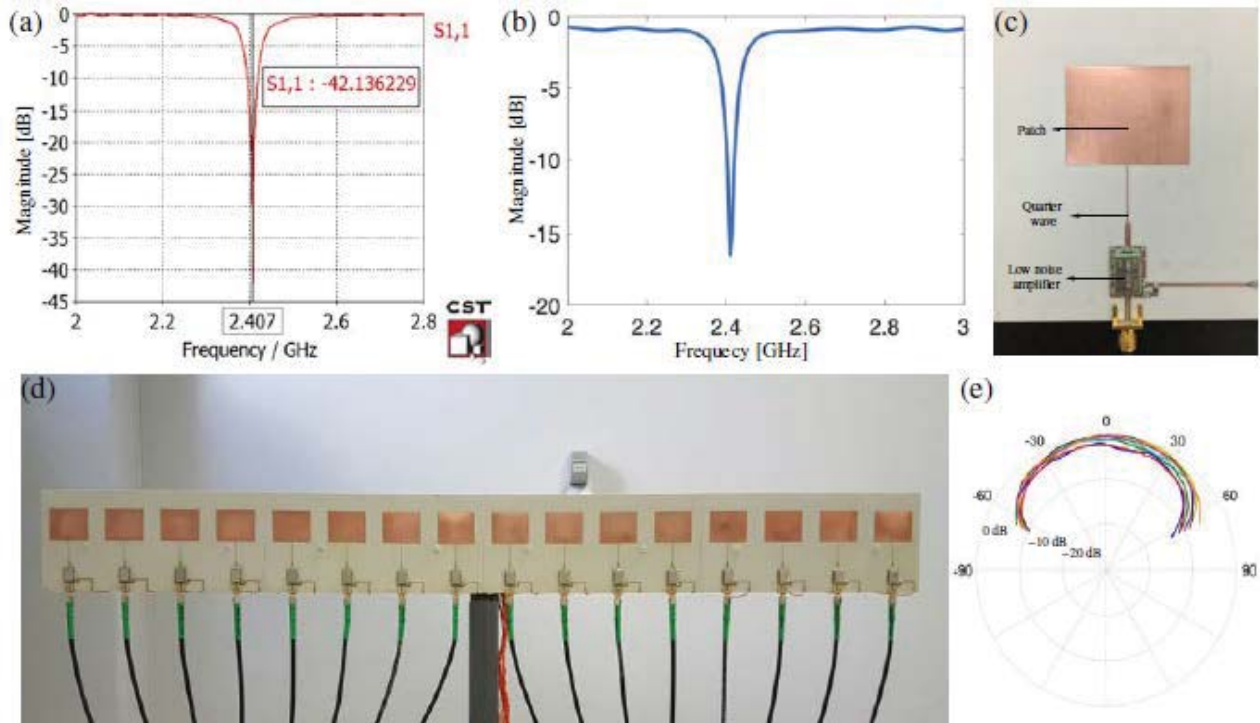 (a)
0
-5
-10
-15
-20
-25
-30
-35
-40
-45
Magnitude [dB]
S1,1
S1,1 : -42.136229
2
2.2
2.407
2.6
2.8
Frequency / GHz
CST
(b)
0
-5
-10
-15
-20
Magnitude [dB]
2
2.2
2.4
2.6
2.8
3
Frequecy [GHz]
(c)
Patch
Quarter
wave
Low noise
amplifier
(d)
(e)
0
-30
30
-60
60
0 dB
-10 dB
-20 dB
-90
90